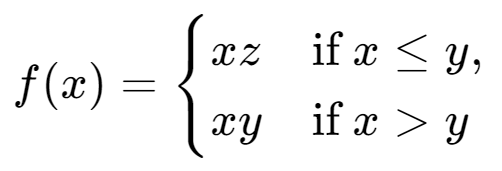 f(x) = { xz if x ≤ y,
xy if x > y